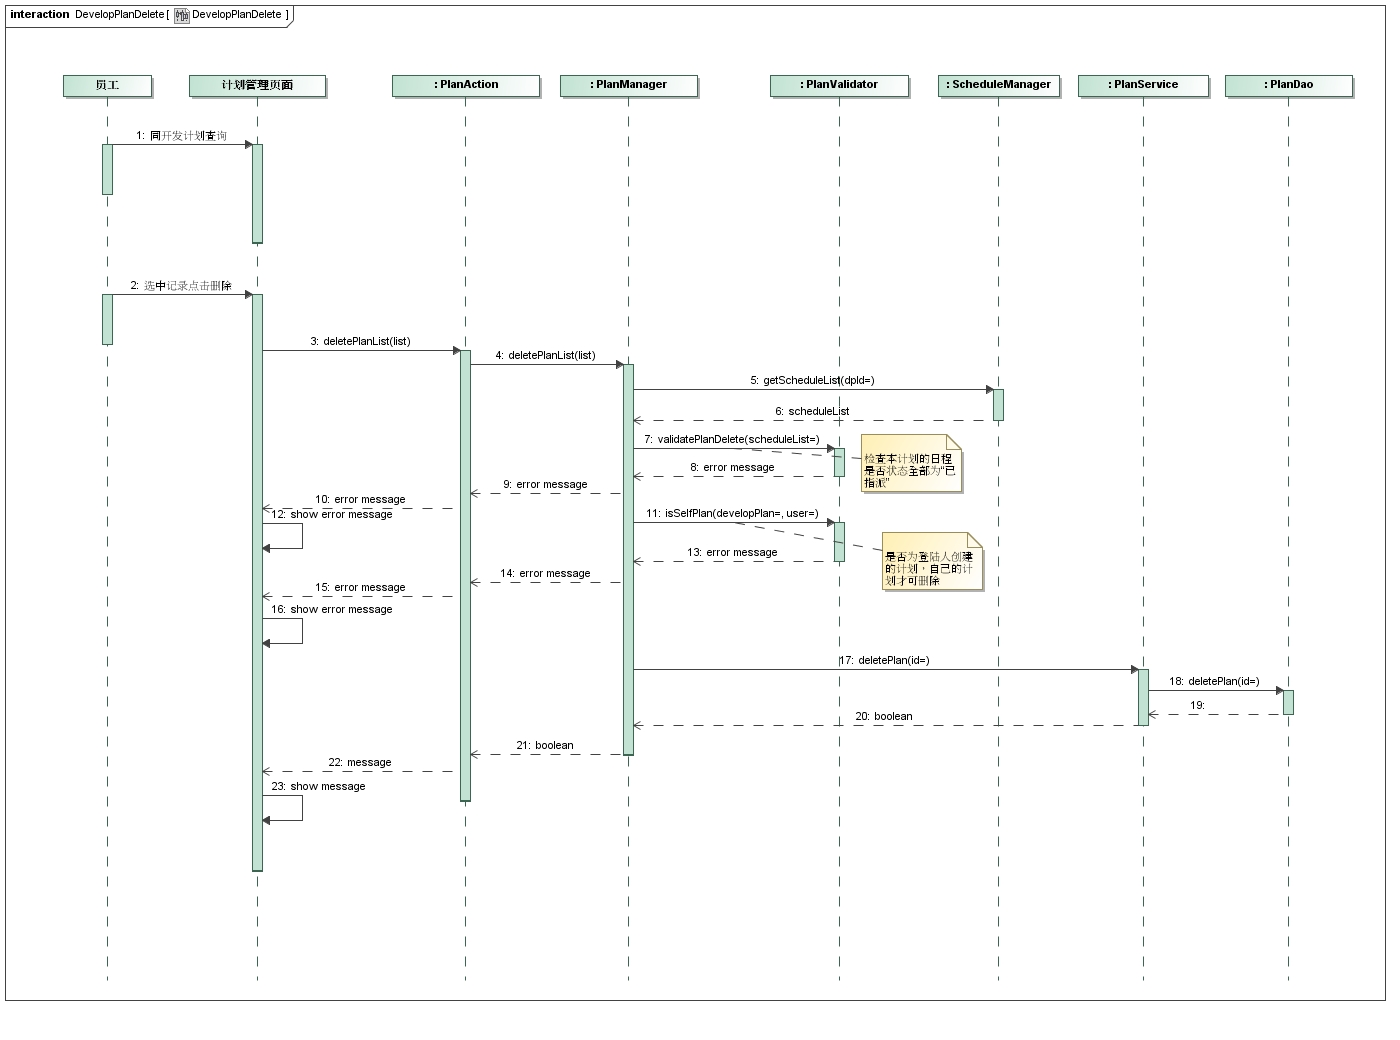 interaction DevelopPlanDelete [ DevelopPlanDelete ]
员工
计划管理页面
: PlanAction
: PlanManager
: PlanValidator
: ScheduleManager
: PlanService
: PlanDao
1: 同开发计划查询
2: 选中记录点击删除
3: deletePlanList(list)
4: deletePlanList(list)
5: getScheduleList(dpId=)
6: scheduleList
7: validatePlanDelete(scheduleList=)
检查本计划的日程
是否状态全部为“已
指派”
8: error message
9: error message
10: error message
12: show error message
11: isSelfPlan(developPlan=, user=)
是否为登陆人创建
的计划，自己的计
划才可删除
13: error message
14: error message
15: error message
16: show error message
17: deletePlan(id=)
18: deletePlan(id=)
19:
20: boolean
21: boolean
22: message
23: show message